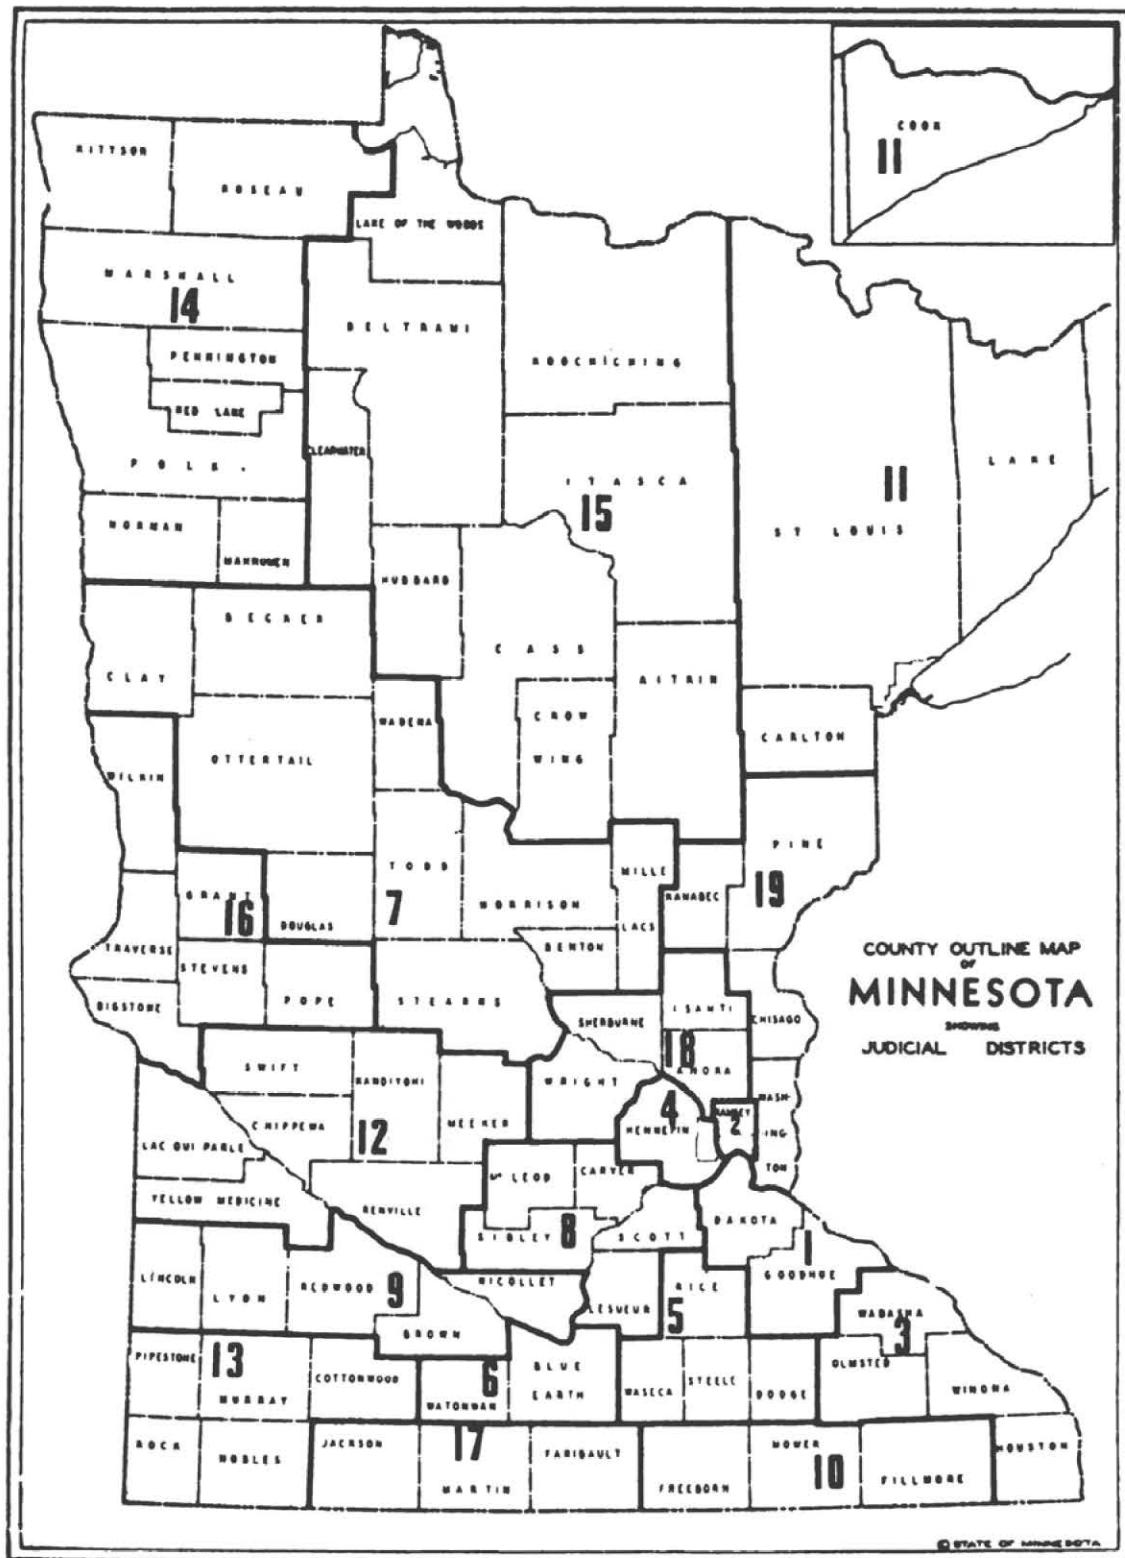 COOK
11
KITTSON
ROSEAU
LAKE OF THE WOODS
MARSHALL
14
BELTRAMI
PENNINGTON
KOOCHICHING
RED LAKE
CLEARWATER
POLK
ITASCA
LAKE
11
15
NORMAN
ST LOUIS
MAHNOMEN
HUBBARD
BECKER
CASS
CLAY
AITKIN
WADENA
CROW
WING
CARLTON
OTTERTAIL
WILKIN
PINE
TODD
MILLE
19
GRANT
7
MORRISON
KANABEC
16
DOUGLAS
LACS
TRAVERSE
BENTON
COUNTY OUTLINE MAP
OF
MINNESOTA
SHOWING
JUDICIAL DISTRICTS
STEVENS
POPE
STEARNS
BIGSTONE
ISANTI
SHERBURNE
CHISAGO
18
SWIFT
KANDIYOHI
WRIGHT
ANOKA
WASH-
4
RAMSEY
2
CHIPPEWA
MEEKER
HENNEPIN
ING
LAC QUI PARLE
12
TON
Mc LEOD
CARVER
YELLOW MEDICINE
RENVILLE
DAKOTA
SIBLEY
8
SCOTT
1
LINCOLN
LYON
REDWOOD
9
NICOLLET
RICE
GOODHUE
LESUEUR
5
WABASHA
BROWN
3
PIPESTONE
13
MURRAY
COTTONWOOD
6
WATONWAN
BLUE
EARTH
WASECA
STEELE
DODGE
OLMSTED
WINONA
ROCK
NOBLES
JACKSON
17
MARTIN
FARIBAULT
FREEBORN
MOWER
10
FILLMORE
HOUSTON
© STATE OF MINNESOTA